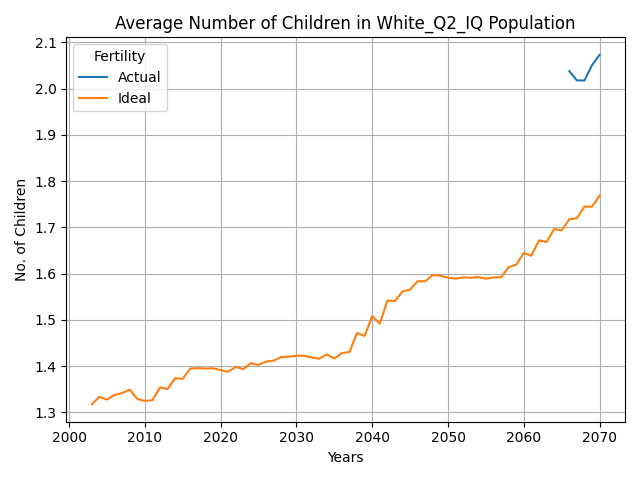 Average Number of Children in White_Q2_IQ Population
Fertility
Actual
Ideal
No. of Children
2.1
2.0
1.9
1.8
1.7
1.6
1.5
1.4
1.3
2000 2010 2020 2030 2040 2050 2060 2070
Years